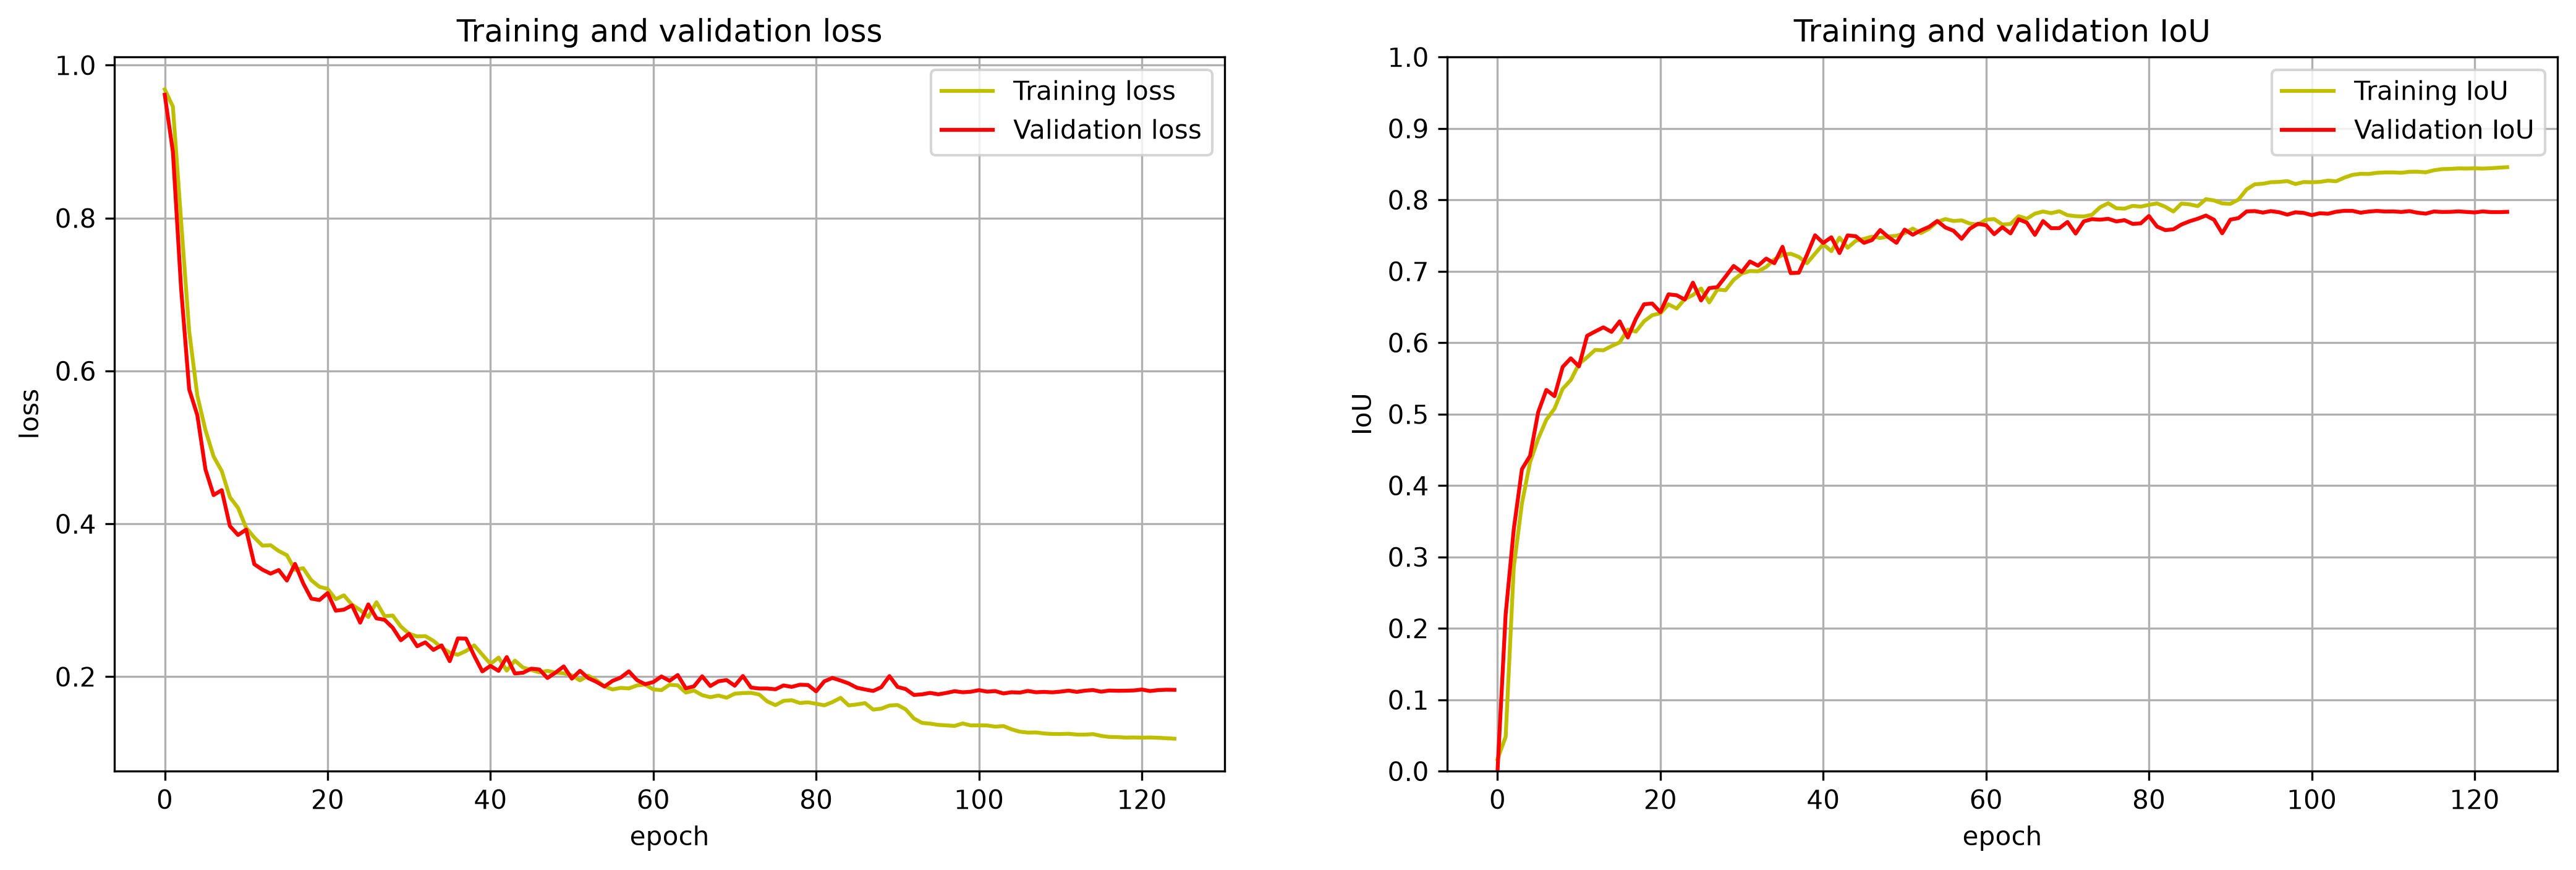 Training and validation loss
1.0
0.8
0.6
0.4
0.2
loss
Training loss
Validation loss
0 20 40 60 80 100 120
epoch
Training and validation IoU
1.0
0.9
0.8
0.7
0.6
0.5
0.4
0.3
0.2
0.1
0.0
IoU
Training IoU
Validation IoU
0 20 40 60 80 100 120
epoch